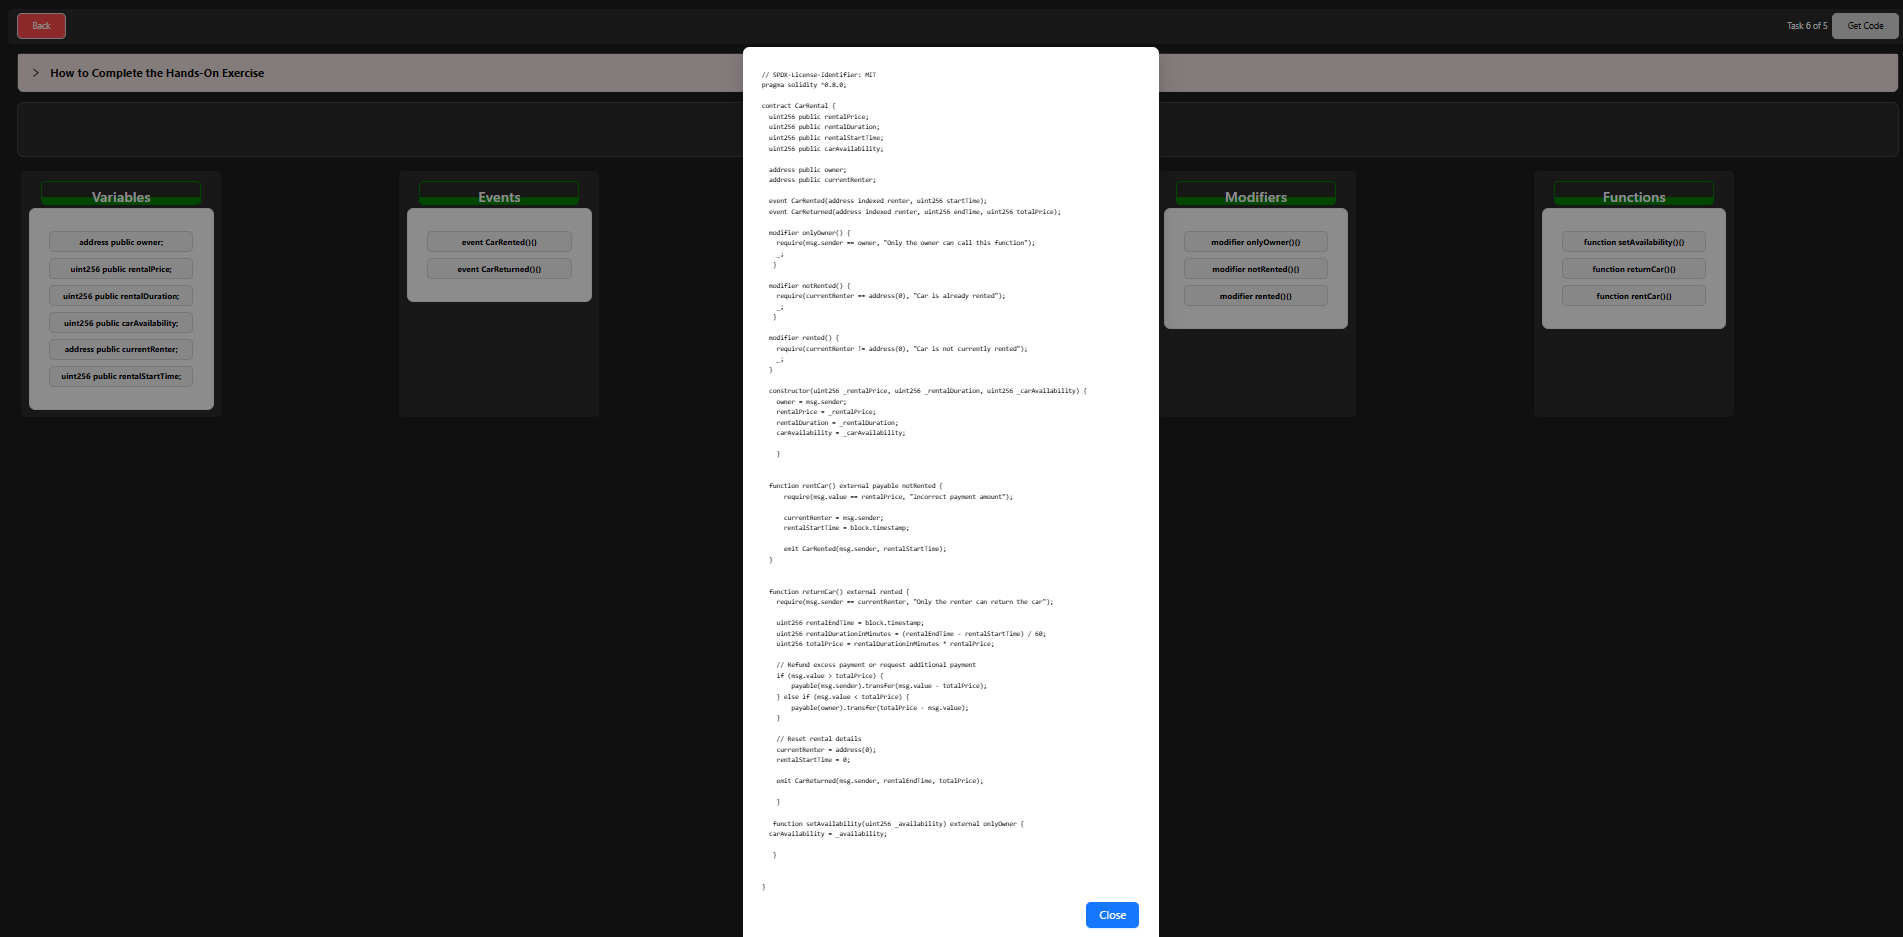 Back
Task 6 of 5
Get Code
How to Complete the Hands-On Exercise
Variables
address public owner;
uint256 public rentalPrice;
uint256 public rentalDuration;
uint256 public carAvailability;
address public currentRenter;
uint256 public rentalStartTime;
Events
event CarRented(){}
event CarReturned(){}
// SPDX-License-Identifier: MIT
pragma solidity ^0.8.0;
contract CarRental {
uint256 public rentalPrice;
uint256 public rentalDuration;
uint256 public rentalStartTime;
uint256 public carAvailability;
address public owner;
address public currentRenter;
event CarRented(address indexed renter, uint256 startTime);
event CarReturned(address indexed renter, uint256 endTime, uint256 totalPrice);
modifier onlyOwner() {
require(msg.sender == owner, "Only the owner can call this function");
_;
}
modifier notRented() {
require(currentRenter == address(0), "Car is already rented");
_;
}
modifier rented() {
require(currentRenter != address(0), "Car is not currently rented");
_;
}
constructor(uint256 _rentalPrice, uint256 _rentalDuration, uint256 _carAvailability) {
owner = msg.sender;
rentalPrice = _rentalPrice;
rentalDuration = _rentalDuration;
carAvailability = _carAvailability;
}
function rentCar() external payable notRented {
require(msg.value == rentalPrice, "Incorrect payment amount");
currentRenter = msg.sender;
rentalStartTime = block.timestamp;
emit CarRented(msg.sender, rentalStartTime);
}
function returnCar() external rented {
require(msg.sender == currentRenter, "Only the renter can return the car");
uint256 rentalEndTime = block.timestamp;
uint256 rentalDurationInMinutes = (rentalEndTime - rentalStartTime) / 60;
uint256 totalPrice = rentalDurationInMinutes * rentalPrice;
// Refund excess payment or request additional payment
if (msg.value > totalPrice) {
payable(msg.sender).transfer(msg.value - totalPrice);
} else if (msg.value < totalPrice) {
payable(owner).transfer(totalPrice - msg.value);
}
// Reset rental details
currentRenter = address(0);
rentalStartTime = 0;
emit CarReturned(msg.sender, rentalEndTime, totalPrice);
}
function setAvailability(uint256 _availability) external onlyOwner {
carAvailability = _availability;
}
}
Close
Modifiers
modifier onlyOwner(){}
modifier notRented(){}
modifier rented(){}
Functions
function setAvailability(){}
function returnCar(){}
function rentCar(){}